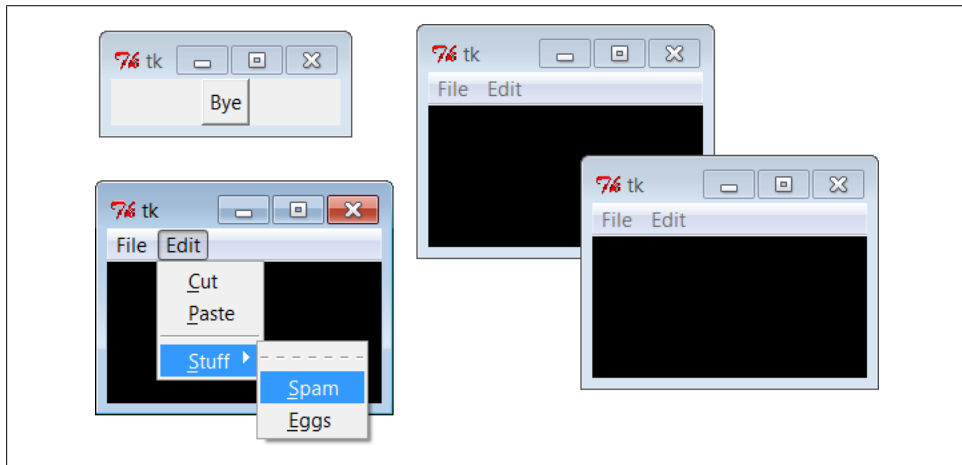 tk
Bye
tk
File Edit
tk
File Edit
tk
File Edit
Cut
Paste
Stuff
Spam
Eggs